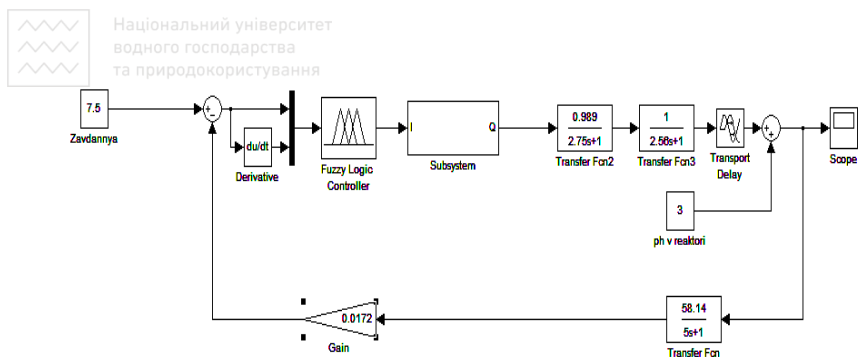 Національний університет
водного господарства
та природокористування
7.5
Zavdannya
du/dt
Derivative
Fuzzy Logic
Controller
I
Q
Subsystem
0.989
2.75s+1
Transfer Fcn2
1
2.56s+1
Transfer Fcn3
Transport
Delay
Scope
3
ph v reaktori
0.0172
Gain
58.14
5s+1
Transfer Fcn